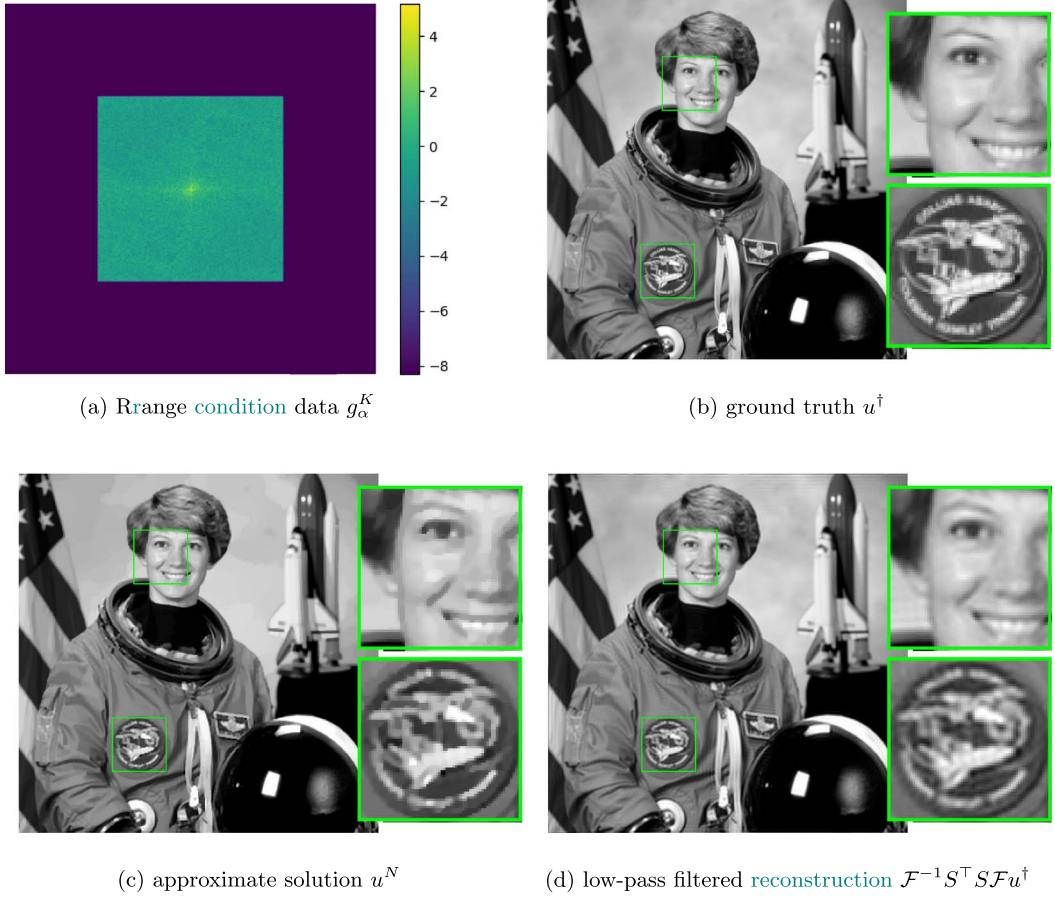 4
2
0
−2
−4
−6
−8
(a) Rrange condition data $g_\alpha^K$
(b) ground truth $u^\dagger$
(c) approximate solution $u^N$
(d) low-pass filtered reconstruction $\mathcal{F}^{-1}S^\top S\mathcal{F}u^\dagger$